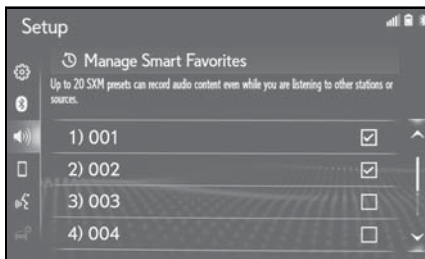 Setup
Manage Smart Favorites
Up to 20 SXM presets can record audio content even while you are listening to other stations or
sources.
1) 001
2) 002
3) 003
4) 004